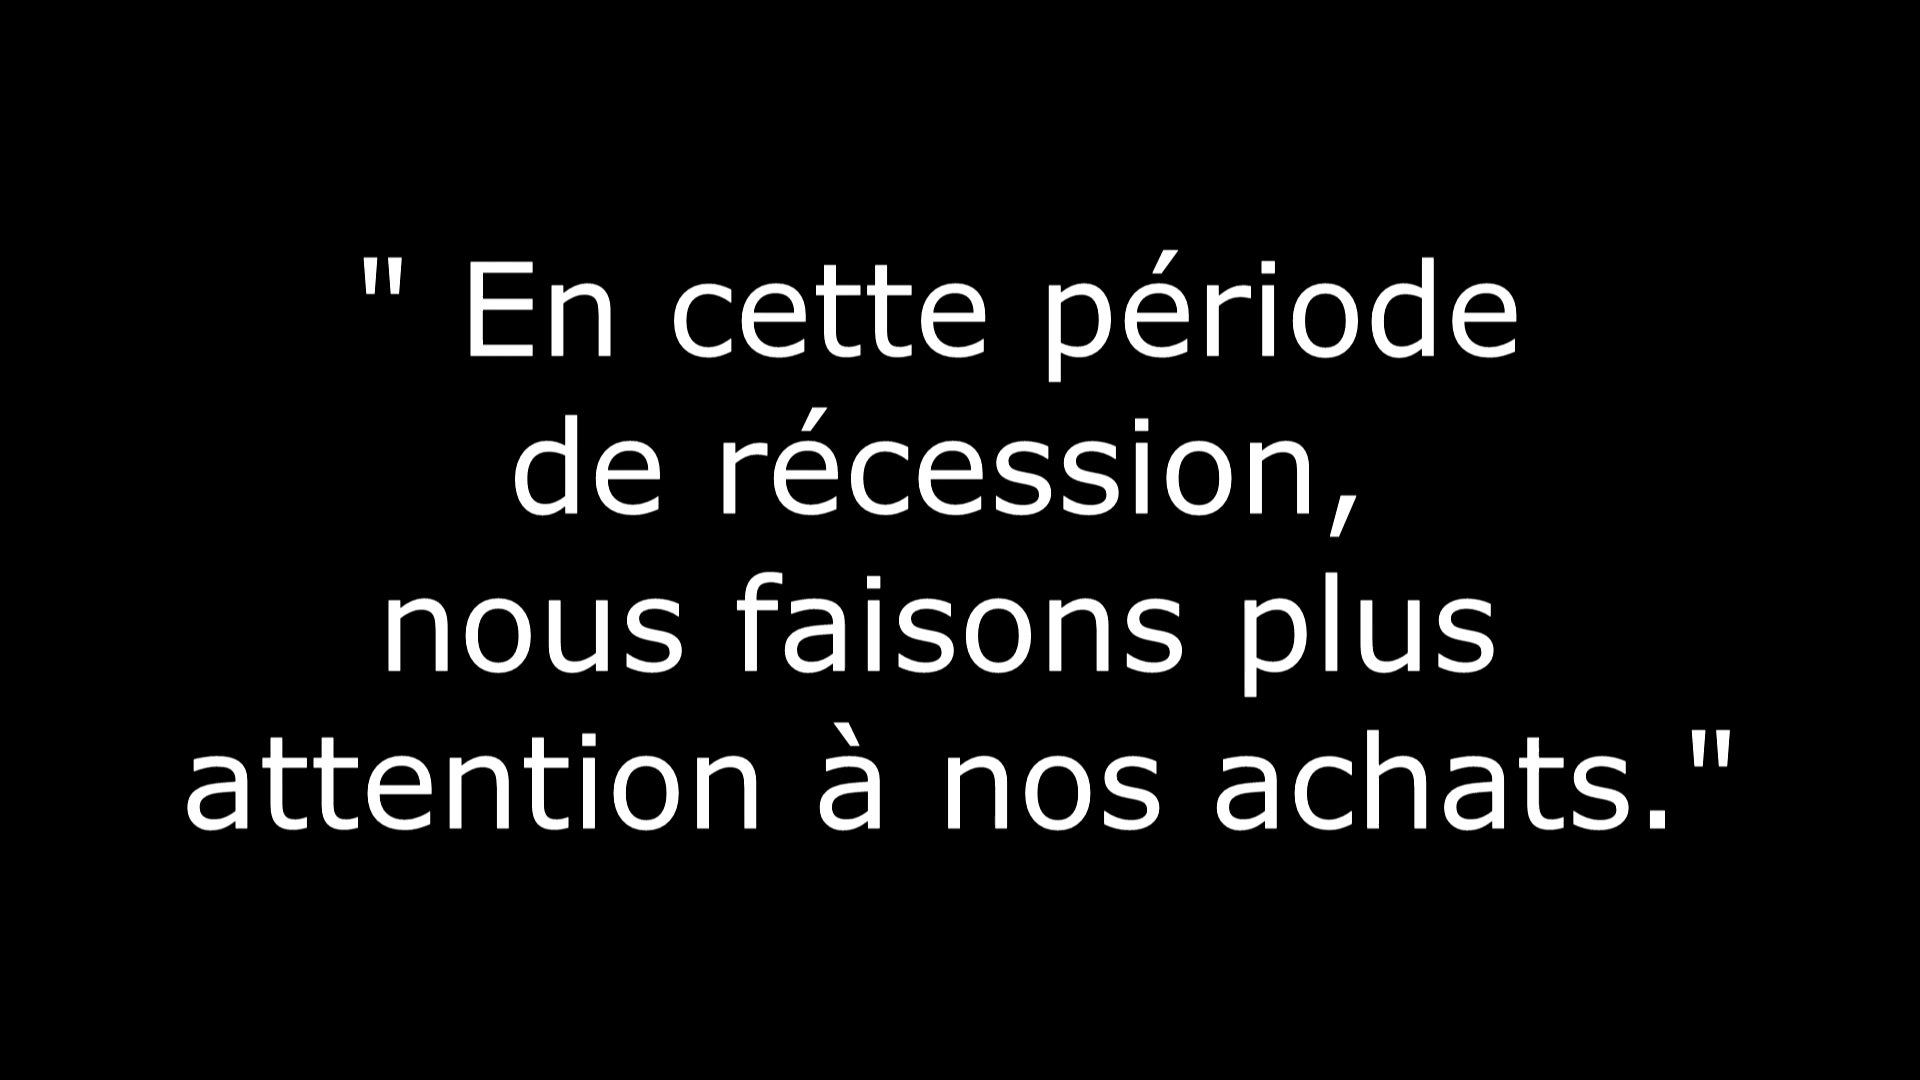 " En cette période
de récession,
nous faisons plus
attention à nos achats."